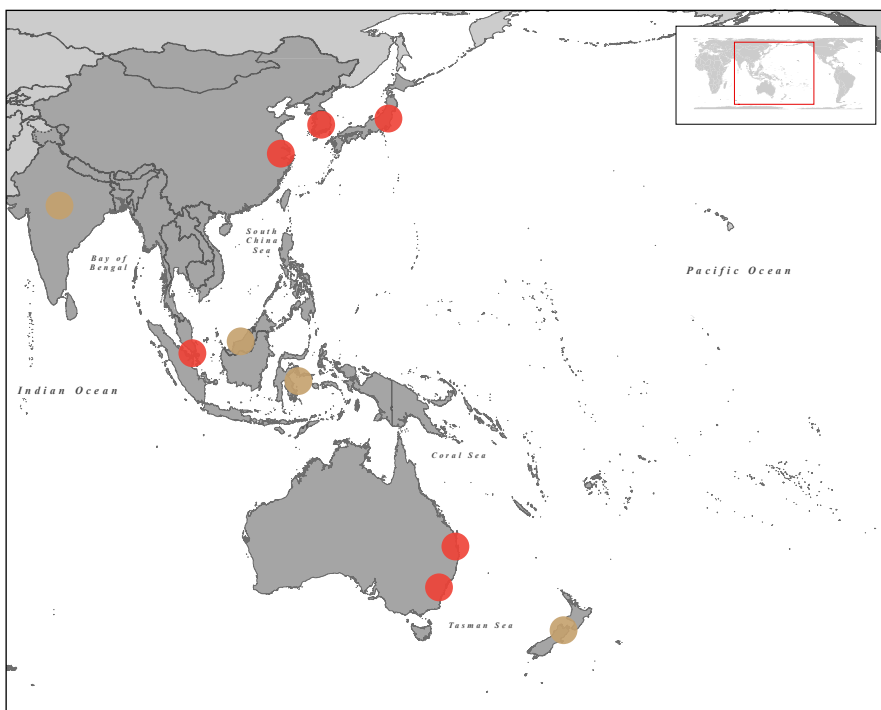 South
China
Sea
Bay of
Bengal
Pacific Ocean
Indian Ocean
Coral Sea
Tasman Sea